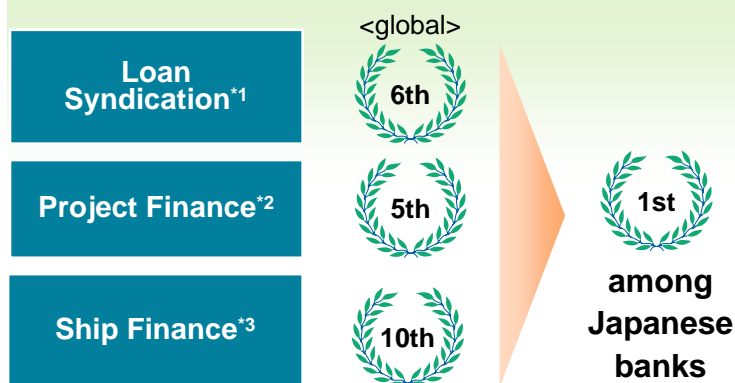 <global>
Loan
Syndication*1
6th
Project Finance*2
5th
Ship Finance*3
10th
1st
among
Japanese
banks